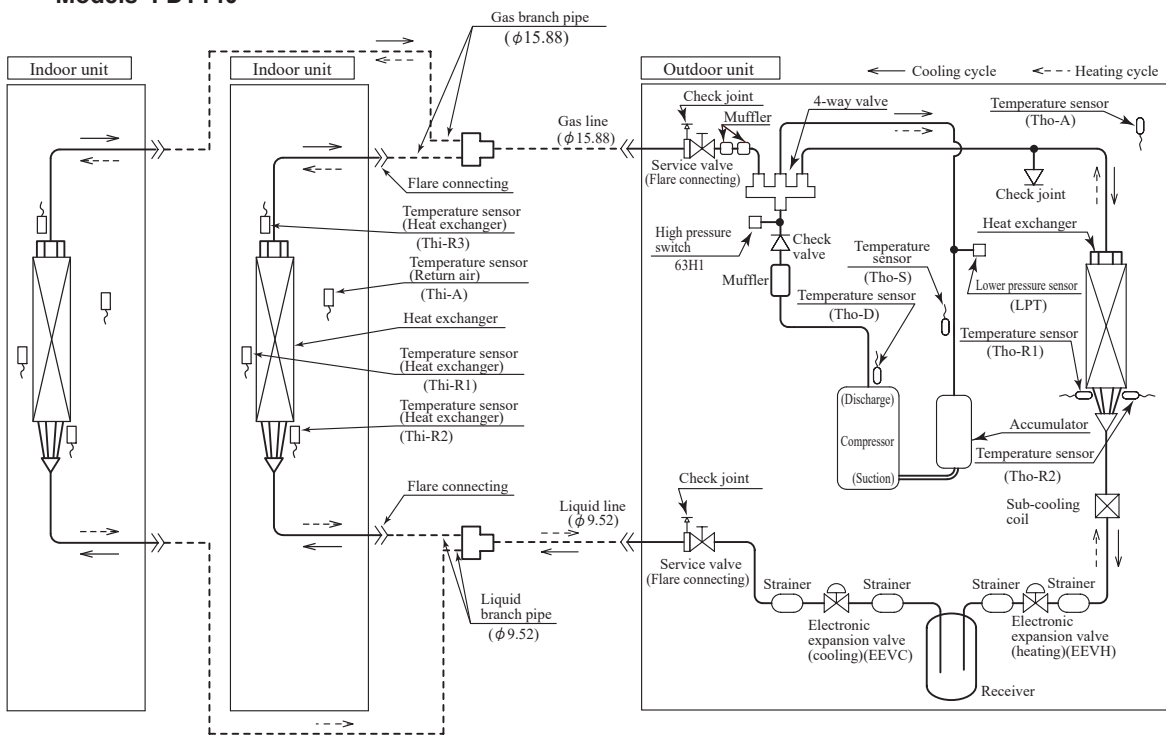 Gas branch pipe
(ϕ15.88)
Indoor unit
Indoor unit
Outdoor unit
Cooling cycle
Heating cycle
Check joint
4-way valve
Muffler
Temperature sensor
(Tho-A)
Gas line
(ϕ15.88)
Service valve
(Flare connecting)
Check joint
Flare connecting
Temperature sensor
(Heat exchanger)
(Thi-R3)
High pressure
switch
63H1
Check
valve
Temperature
sensor
(Tho-S)
Heat exchanger
Temperature sensor
(Return air)
(Thi-A)
Muffler
Lower pressure sensor
(LPT)
Temperature sensor
(Tho-D)
Heat exchanger
Temperature sensor
(Tho-R1)
Temperature sensor
(Heat exchanger)
(Thi-R1)
Temperature sensor
(Heat exchanger)
(Thi-R2)
(Discharge)
Compressor
(Suction)
Accumulator
Temperature sensor
(Tho-R2)
Flare connecting
Liquid line
(ϕ9.52)
Check joint
Sub-cooling
coil
Service valve
(Flare connecting)
Liquid
branch pipe
(ϕ9.52)
Strainer
Strainer
Strainer
Strainer
Electronic
expansion valve
(cooling)(EEVC)
Electronic
expansion valve
(heating)(EEVH)
Receiver